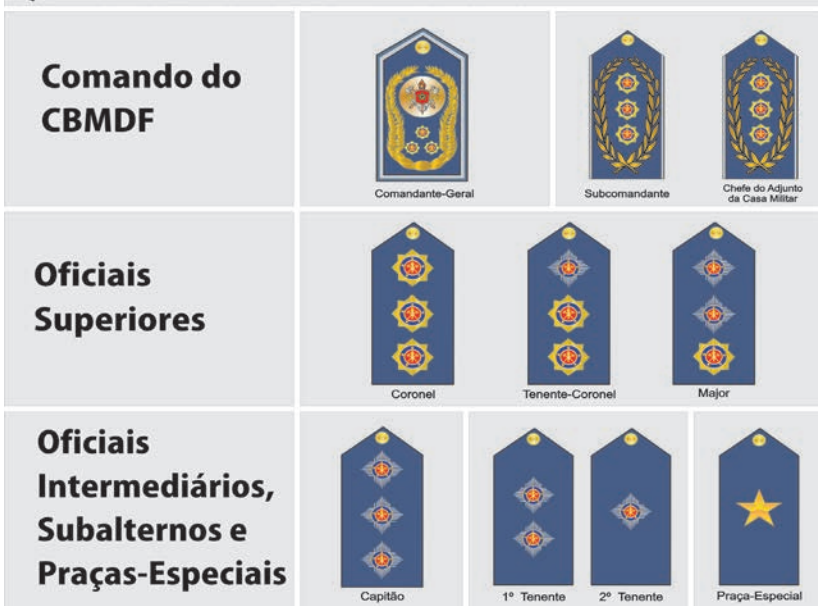 Comando do
CBMDF
Comandante-Geral
Subcomandante
Chefe do Adjunto
da Casa Militar
Oficiais
Superiores
Coronel
Tenente-Coronel
Major
Oficiais
Intermediários,
Subalternos e
Praças-Especiais
Capitão
1º Tenente
2º Tenente
Praça-Especial